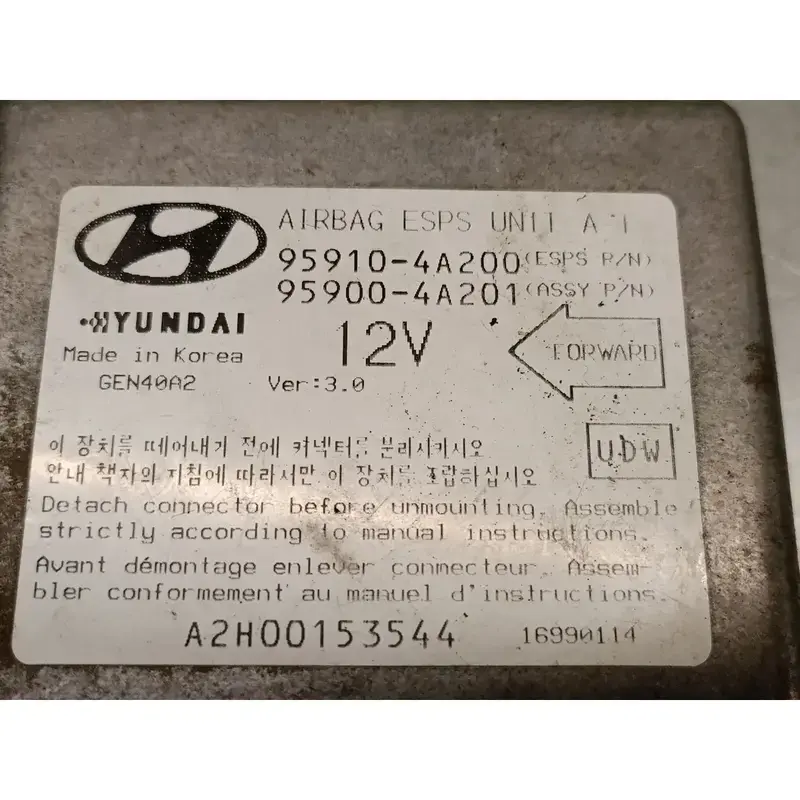 AIRBAG ESPS UNIT
95910-4A200 (ESPS P/N)
95900-4A201 (ASSY P/N)
HYUNDAI
12V
FORWARD
Made in Korea
GEN40A2
Ver:3.0
이 장치를 떼어내기 전에 커넥터를 분리시키시오
UDW
안내 책자의 지침에 따라서만 이 장치를 조립하십시오
Detach connector before unmounting. Assemble
strictly according to manual instructions.
Avant démontage enlever connecteur. Assem-
bler conformement au manuel d'instructions.
A2H00153544
16990114